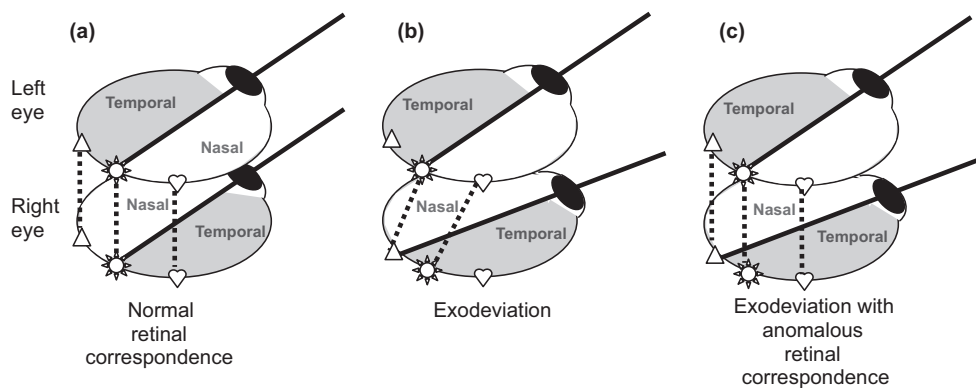 (a)
(b)
(c)
Left
eye
Right
eye
Temporal
Nasal
Nasal
Temporal
Temporal
Nasal
Temporal
Temporal
Nasal
Temporal
Normal
retinal
correspondence
Exodeviation
Exodeviation with
anomalous
retinal
correspondence